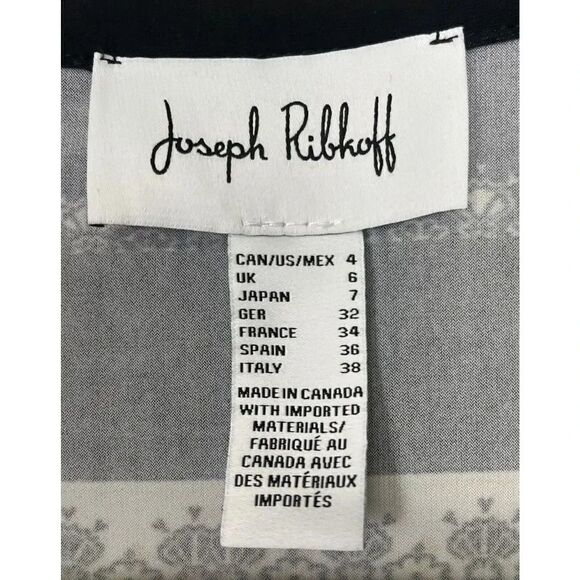 Joseph Ribkoff
CAN/US/MEX 4
UK 6
JAPAN 7
GER 32
FRANCE 34
SPAIN 36
ITALY 38
MADE IN CANADA
WITH IMPORTED
MATERIALS/
FABRIQUÉ AU
CANADA AVEC
DES MATÉRIAUX
IMPORTÉS